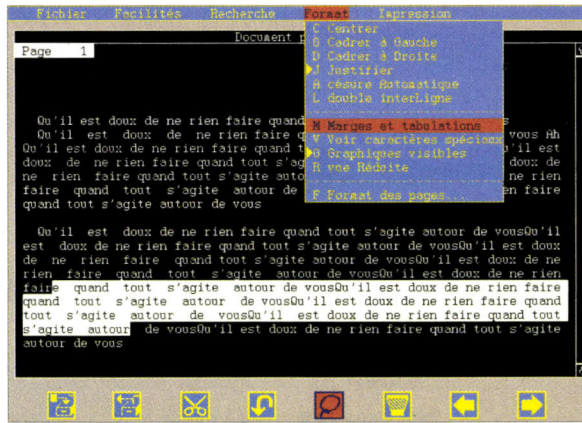 Fichier Facilités Recherche Format Impression
Document
Page 1
C Centrer
G Cadrer à Gauche
D Cadrer à Droite
J Justifier
A césure Automatique
L double interLigne
M Marges et tabulations
V Voir caractères spéciaux
G Graphiques visibles
R vue Réduite
F Format des pages...
Qu'il est doux de ne rien faire quand
Qu'il est doux de ne rien faire vous Ah
Qu'il est doux de ne rien faire quand 'il est
doux de ne rien faire quand tout s'ag doux de
ne rien faire quand tout s'agite auto rien
faire quand tout s'agite autour de faire
quand tout s'agite autour de vous
Qu'il est doux de ne rien faire quand tout s'agite autour de vousQu'il
est doux de ne rien faire quand tout s'agite autour de vousQu'il est doux
de ne rien faire quand tout s'agite autour de vousQu'il est doux de ne
rien faire quand tout s'agite autour de vousQu'il est doux de ne rien
faire quand tout s'agite autour de vousQu'il est doux de ne rien faire
quand tout s'agite autour de vousQu'il est doux de ne rien faire quand
tout s'agite autour de vousQu'il est doux de ne rien faire quand tout
s'agite autour de vousQu'il est doux de ne rien faire quand tout s'agite
autour de vous